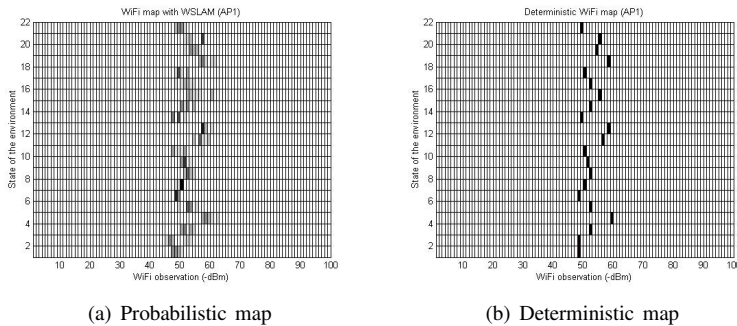 WiFi map with WSLAM (AP1)
22
20
18
16
14
12
10
8
6
4
2
State of the environment
10 20 30 40 50 60 70 80 90 100
WiFi observation (-dBm)
(a) Probabilistic map
Deterministic WiFi map (AP1)
22
20
18
16
14
12
10
8
6
4
2
State of the environment
10 20 30 40 50 60 70 80 90 100
WiFi observation (-dBm)
(b) Deterministic map